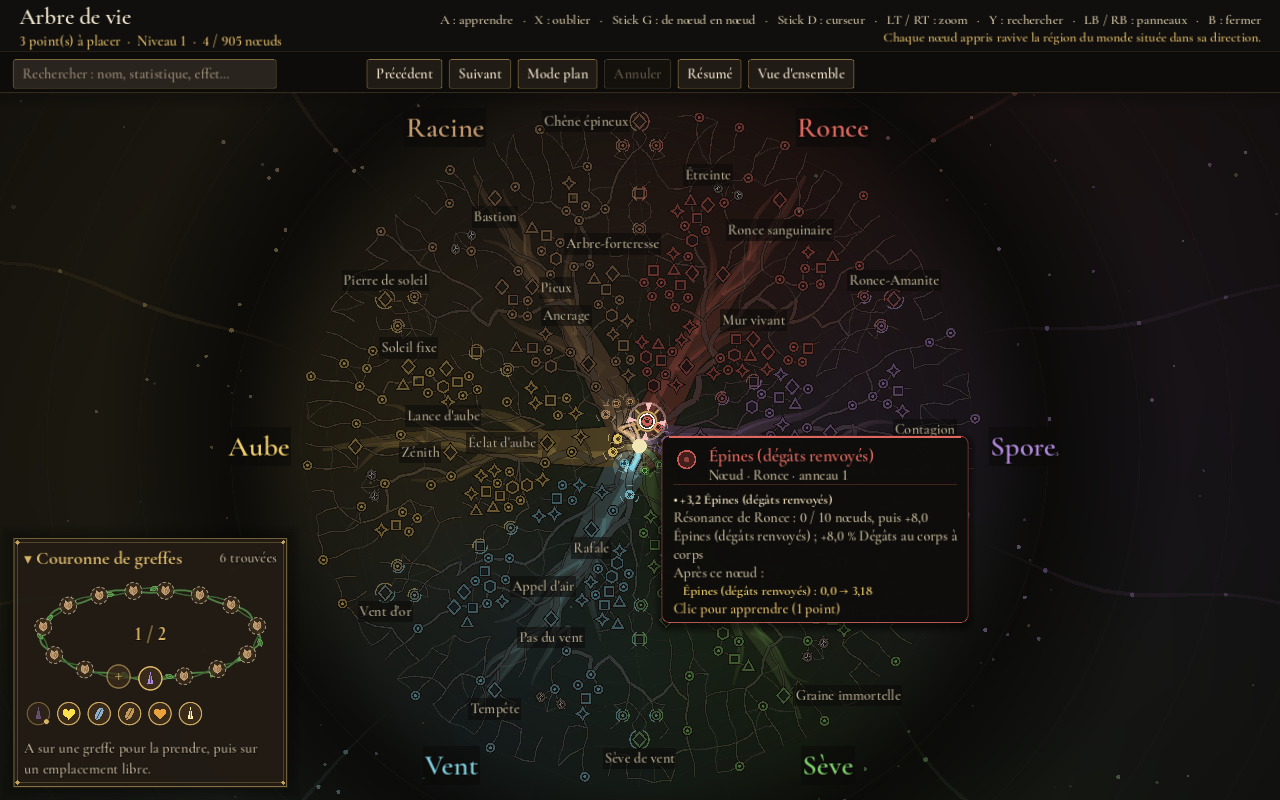 Arbre de vie
3 point(s) à placer · Niveau 1 · 4 / 905 nœuds
A : apprendre · X : oublier · Stick G : de nœud en nœud · Stick D : curseur · LT / RT : zoom · Y : rechercher · LB / RB : panneaux · B : fermer
Chaque nœud appris ravive la région du monde située dans sa direction.
Rechercher : nom, statistique, effet...
Précédent
Suivant
Mode plan
Annuler
Résumé
Vue d'ensemble
Racine
Chêne épineux
Ronce
Étreinte
Bastion
Ronce sanguinaire
Arbre-forteresse
Pierre de soleil
Pieux
Ronce-Amanite
Ancrage
Mur vivant
Soleil fixe
Lance d'aube
Contagion
Aube
Zénith
Éclat d'aube
Spore
Épines (dégâts renvoyés)
Nœud · Ronce · anneau 1
• +3,2 Épines (dégâts renvoyés)
Résonance de Ronce : 0 / 10 nœuds, puis +8,0
Épines (dégâts renvoyés) ; +8,0 % Dégâts au corps à
corps
Après ce nœud :
Épines (dégâts renvoyés) : 0,0 → 3,18
Clic pour apprendre (1 point)
Rafale
Appel d'air
Vent d'or
Pas du vent
Graine immortelle
Tempête
Sève de vent
Vent
Sève
▾ Couronne de greffes
6 trouvées
1 / 2
+
A sur une greffe pour la prendre, puis sur
un emplacement libre.